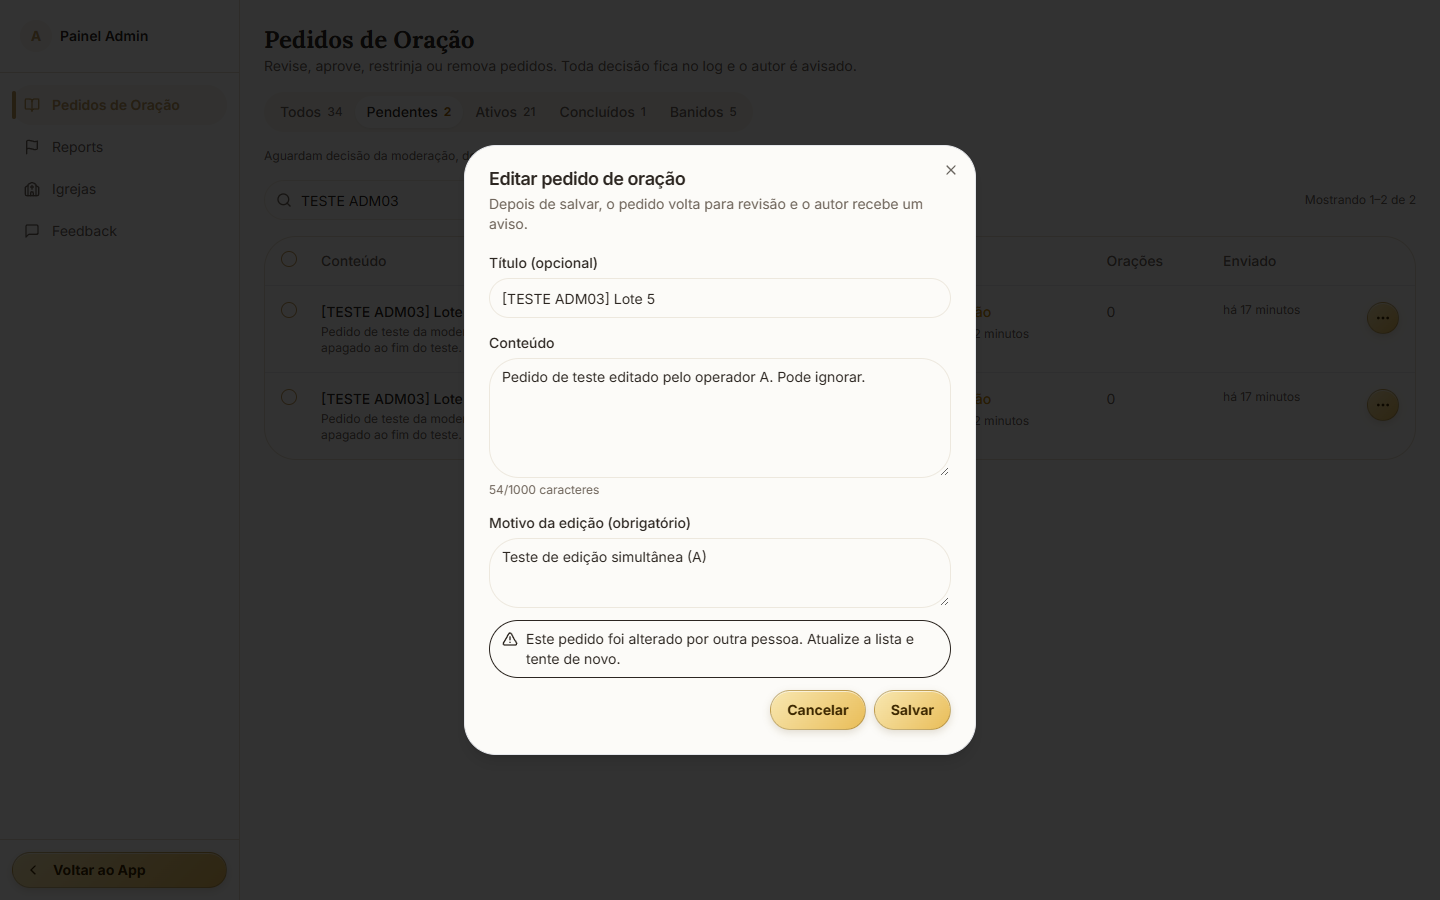 A
Painel Admin
Pedidos de Oração
Reports
Igrejas
Feedback
Voltar ao App
Pedidos de Oração
Revise, aprove, restrinja ou remova pedidos. Toda decisão fica no log e o autor é avisado.
Todos 34
Pendentes 2
Ativos 21
Concluídos 1
Banidos 5
Aguardam decisão da moderação,
TESTE ADM03
Mostrando 1–2 de 2
Conteúdo
Orações
Enviado
[TESTE ADM03] Lote
Pedido de teste da
apagado ao fim do teste.
minutos
0
há 17 minutos
[TESTE ADM03] Lote
Pedido de teste da
apagado ao fim do teste.
minutos
0
há 17 minutos
Editar pedido de oração
Depois de salvar, o pedido volta para revisão e o autor recebe um
aviso.
Título (opcional)
[TESTE ADM03] Lote 5
Conteúdo
Pedido de teste editado pelo operador A. Pode ignorar.
54/1000 caracteres
Motivo da edição (obrigatório)
Teste de edição simultânea (A)
Este pedido foi alterado por outra pessoa. Atualize a lista e
tente de novo.
Cancelar
Salvar